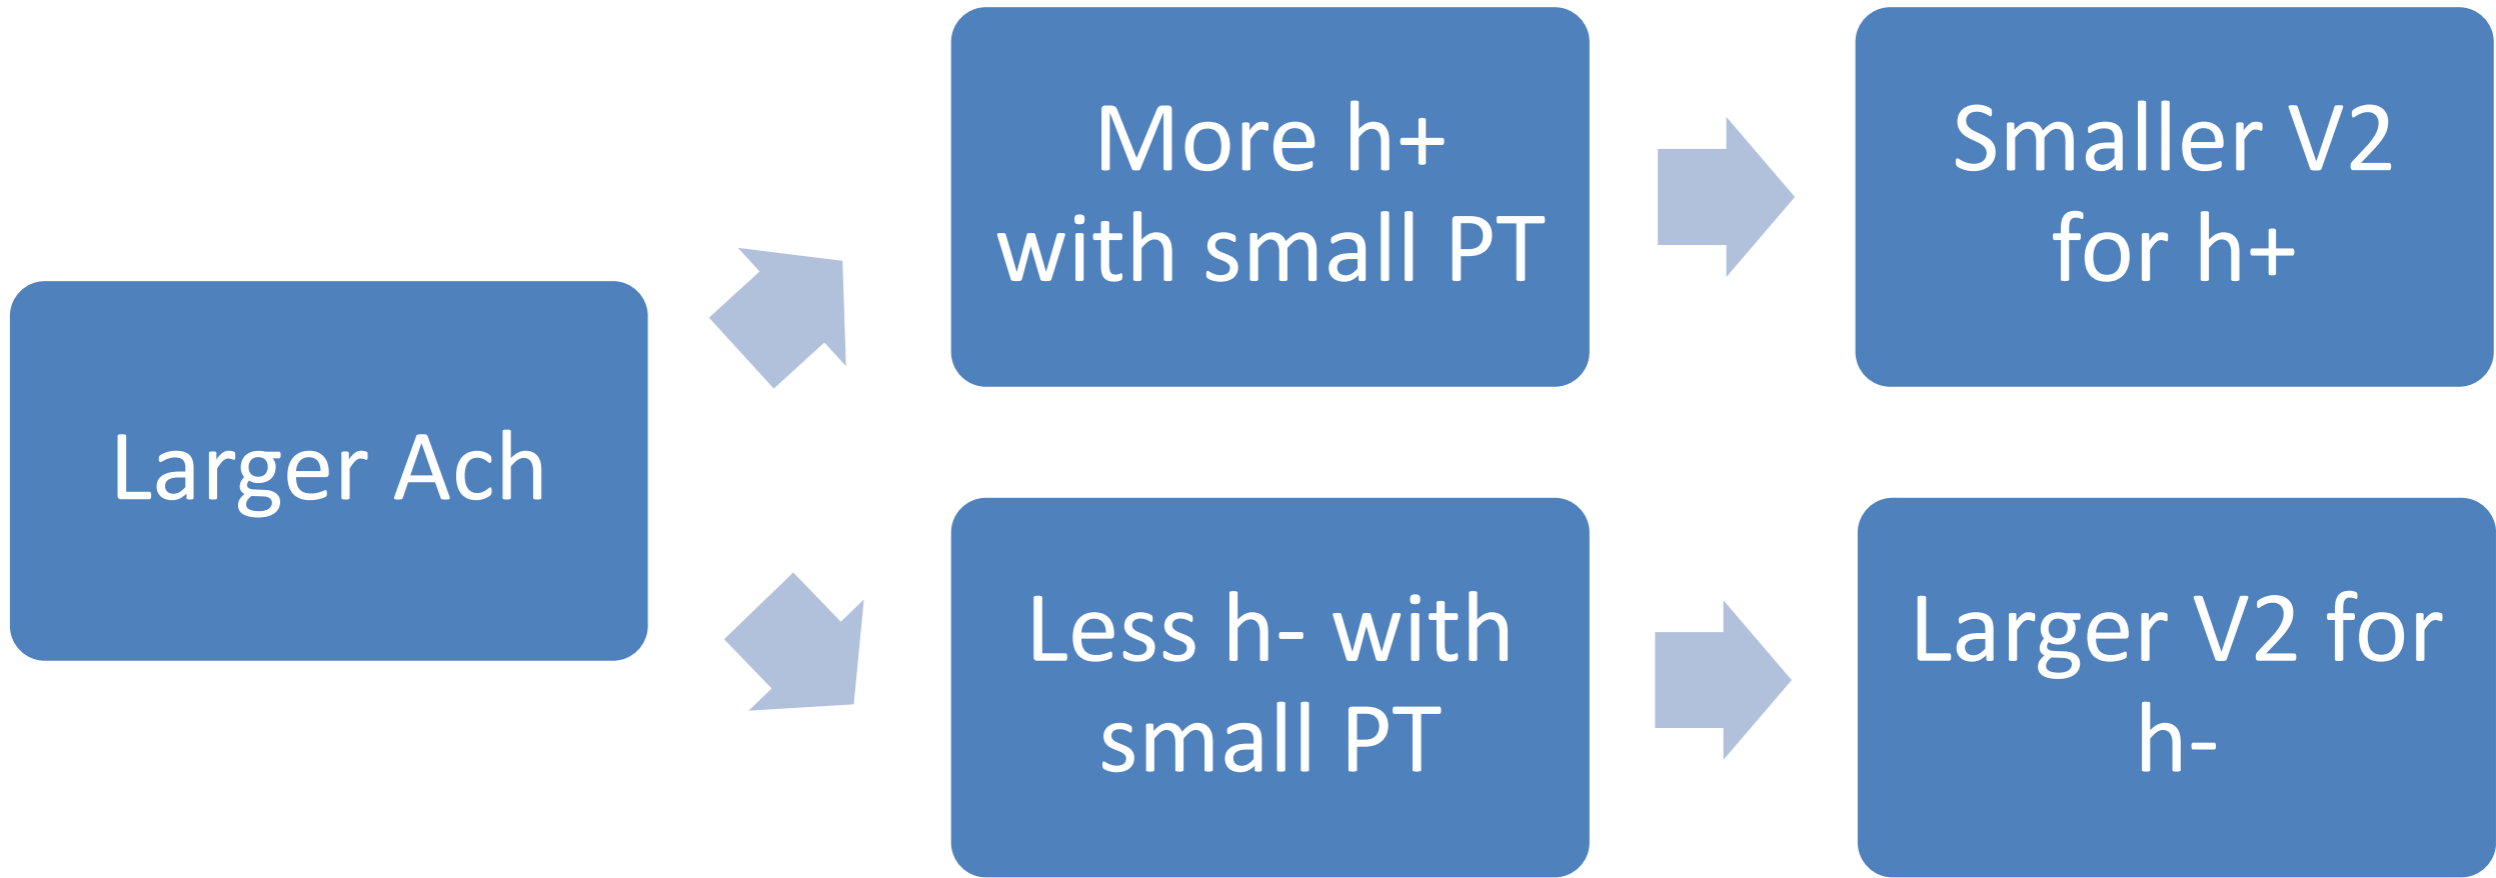 Larger Ach
More h+
with small PT
Smaller V2
for h+
Less h- with
small PT
Larger V2 for
h-